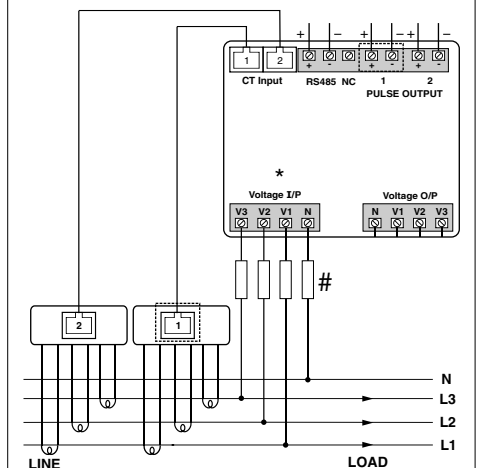 + − + − + −
1 2
+ - + - + -
CT Input RS485 NC 1 2
PULSE OUTPUT
*
Voltage I/P Voltage O/P
V3 V2 V1 N N V1 V2 V3
#
2 1
N
L3
L2
L1
LINE LOAD